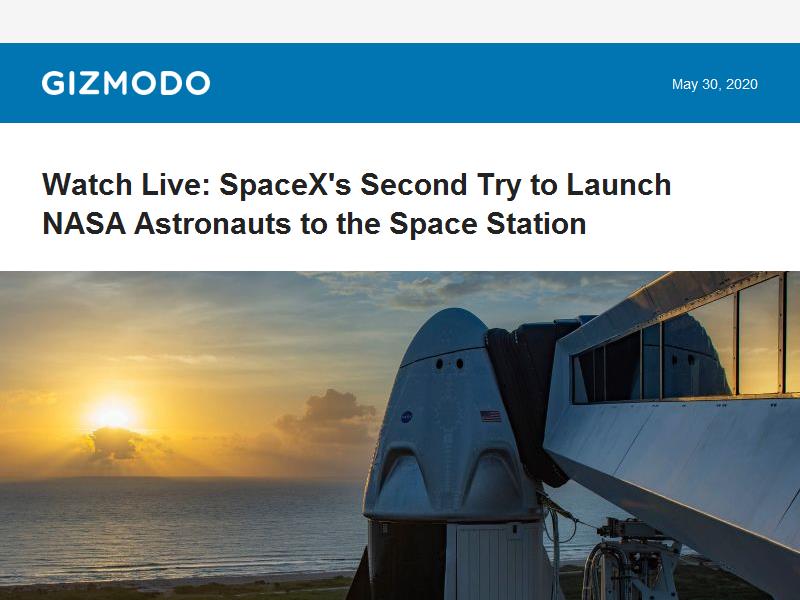 GIZMODO
May 30, 2020
Watch Live: SpaceX's Second Try to Launch
NASA Astronauts to the Space Station